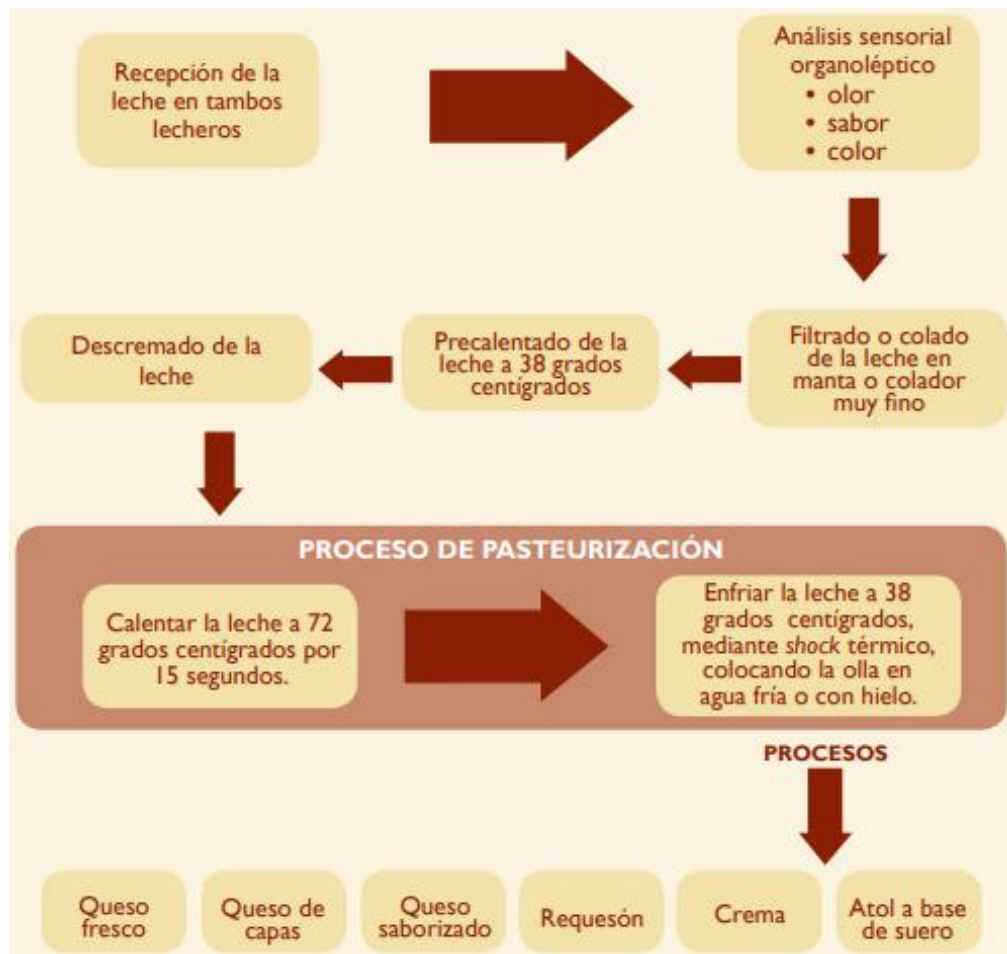 Recepción de la
leche en tambos
lecheros
Análisis sensorial
organoléptico
• olor
• sabor
• color
Filtrado o colado
de la leche en
manta o colador
muy fino
Precalentado de la
leche a 38 grados
centígrados
Descremado de la
leche
PROCESO DE PASTEURIZACIÓN
Calentar la leche a 72
grados centígrados por
15 segundos.
Enfriar la leche a 38
grados centígrados,
mediante shock térmico,
colocando la olla en
agua fría o con hielo.
PROCESOS
Queso
fresco
Queso de
capas
Queso
saborizado
Requesón
Crema
Atol a base
de suero